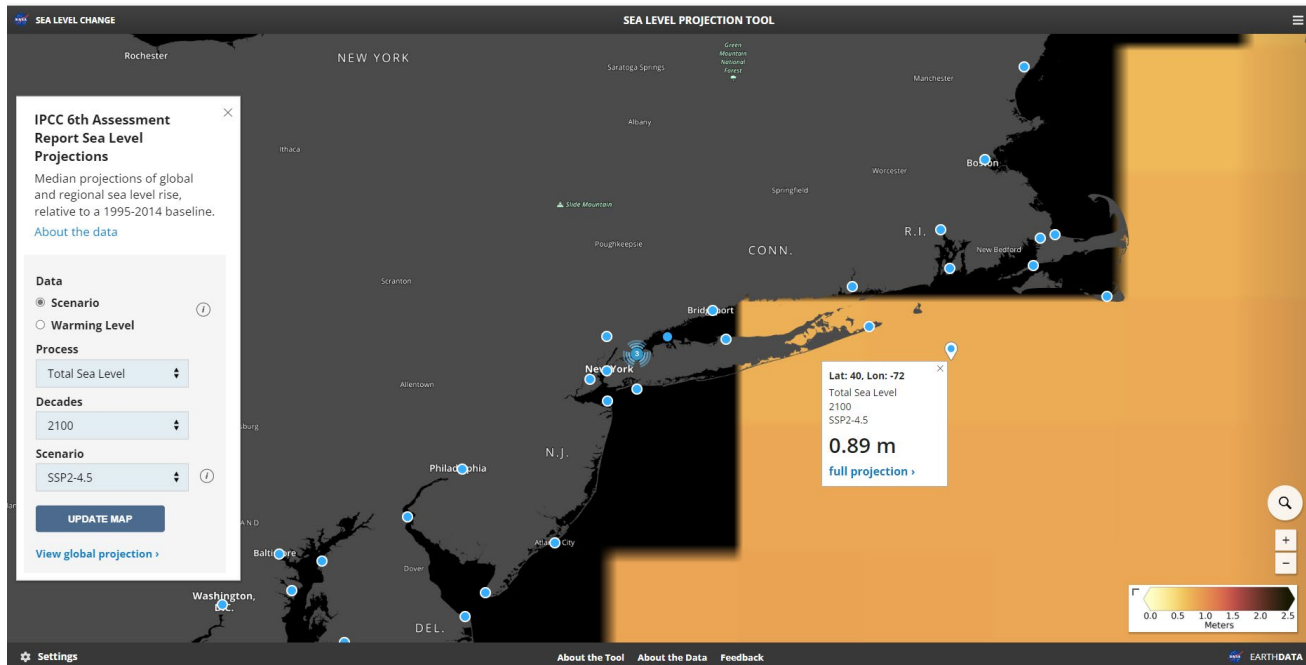 NASA SEA LEVEL CHANGE
SEA LEVEL PROJECTION TOOL
Rochester
NEW YORK
Saratoga Springs
Green
Mountain
National
Forest
Manchester
IPCC 6th Assessment
Report Sea Level
Projections
Median projections of global
and regional sea level rise,
relative to a 1995-2014 baseline.
About the data
Data
Scenario
Warming Level
Process
Total Sea Level
Decades
2100
Scenario
SSP2-4.5
UPDATE MAP
View global projection ›
Ithaca
Albany
Boston
Worcester
Springfield
Slide Mountain
Poughkeepsie
CONN.
R.I.
New Bedford
Scranton
Bridgeport
3
New York
Allentown
N.J.
Philadelphia
Atlantic City
Baltimore
Dover
Washington,
D.C.
DEL.
Lat: 40, Lon: -72
Total Sea Level
2100
SSP2-4.5
0.89 m
full projection ›
+
−
0.0 0.5 1.0 1.5 2.0 2.5
Meters
Settings
About the Tool About the Data Feedback
NASA EARTHDATA